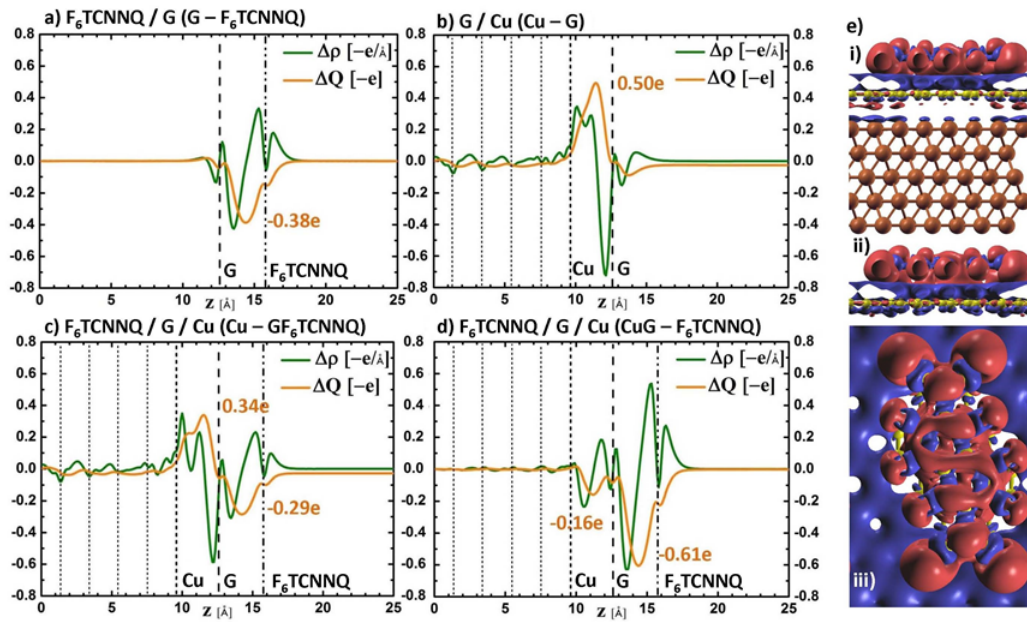 a) F₆TCNNQ / G (G – F₆TCNNQ)
Δρ [–e/Å]
ΔQ [–e]
-0.38e
G
F₆TCNNQ
0.8
0.6
0.4
0.2
0.0
-0.2
-0.4
-0.6
-0.8
0 5 10 15 20 25
Z [Å]
b) G / Cu (Cu – G)
Δρ [–e/Å]
ΔQ [–e]
0.50e
Cu
G
0.8
0.6
0.4
0.2
0.0
-0.2
-0.4
-0.6
-0.8
0 5 10 15 20 25
Z [Å]
c) F₆TCNNQ / G / Cu (Cu – GF₆TCNNQ)
Δρ [–e/Å]
ΔQ [–e]
0.34e
-0.29e
Cu
G
F₆TCNNQ
0.8
0.6
0.4
0.2
0.0
-0.2
-0.4
-0.6
-0.8
0 5 10 15 20 25
Z [Å]
d) F₆TCNNQ / G / Cu (CuG – F₆TCNNQ)
Δρ [–e/Å]
ΔQ [–e]
-0.16e
-0.61e
Cu
G
F₆TCNNQ
0.8
0.6
0.4
0.2
0.0
-0.2
-0.4
-0.6
-0.8
0 5 10 15 20 25
Z [Å]
e)
i)
ii)
iii)